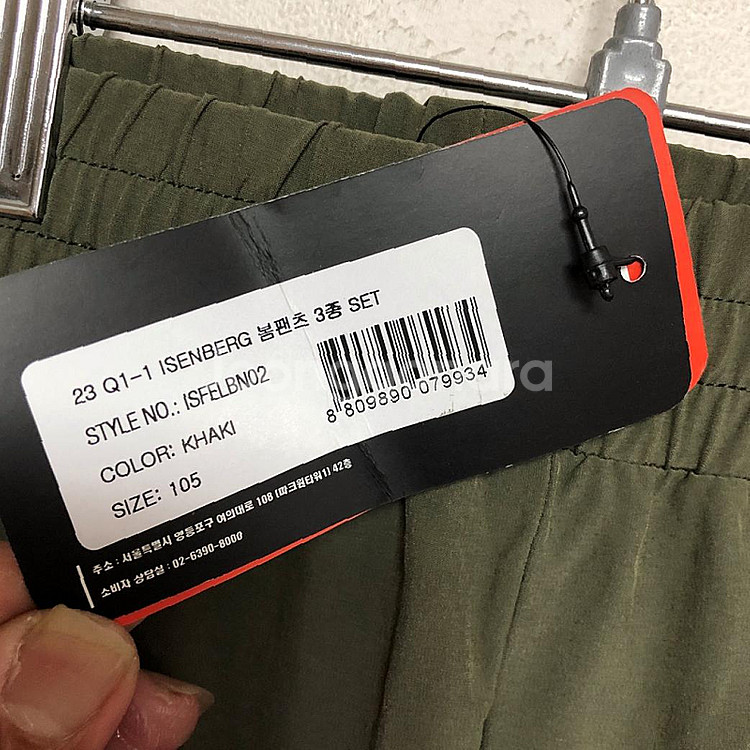 23 Q1-1 ISENBERG 봄팬츠 3종 SET
STYLE NO.: ISFELBN02
COLOR: KHAKI
SIZE: 105
8 809890 079934
주소 : 서울특별시 영등포구 여의대로 108 (파크원타워1) 42층
소비자 상담실 : 02-6390-8000